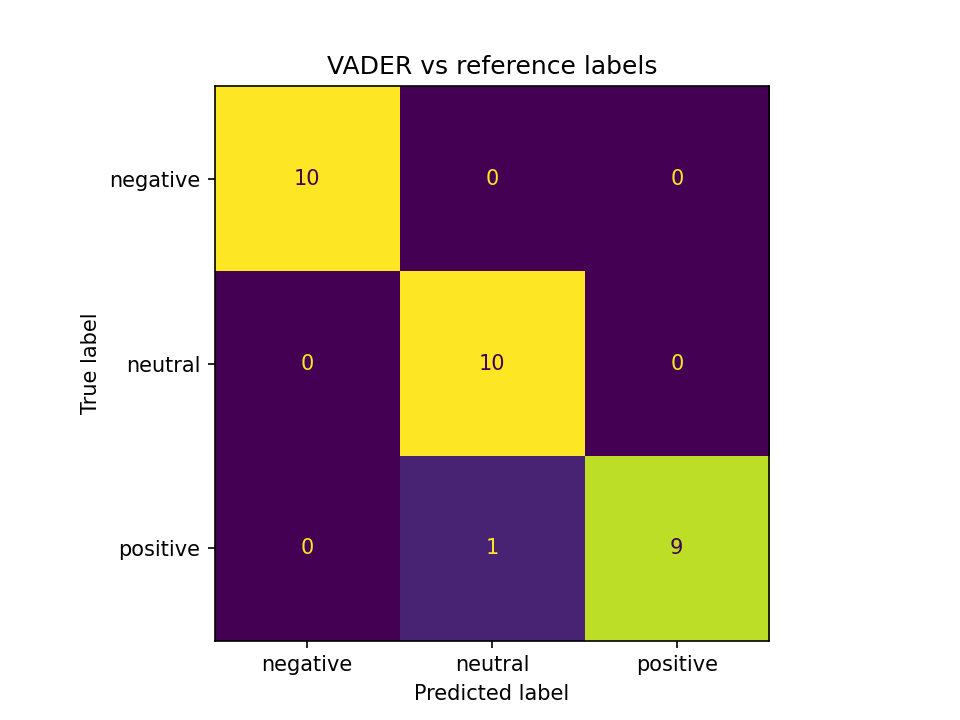 VADER vs reference labels
negative 10 0 0
neutral 0 10 0
positive 0 1 9
True label
negative neutral positive
Predicted label